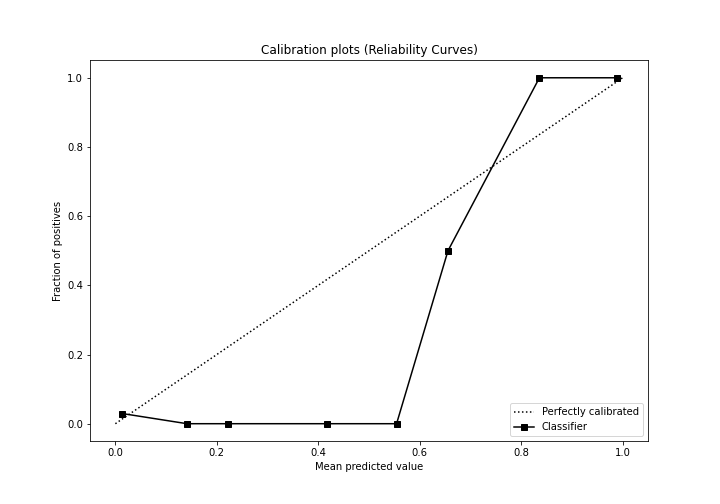 Calibration plots (Reliability Curves)
1.0
0.8
0.6
0.4
0.2
0.0
Fraction of positives
0.0 0.2 0.4 0.6 0.8 1.0
Mean predicted value
Perfectly calibrated
Classifier